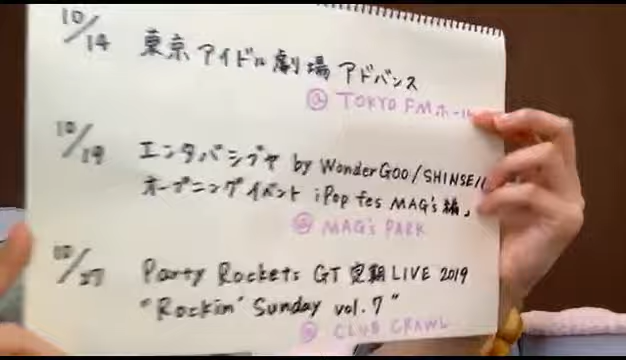 10/14 東京アイドル劇場アドバンス
@ TOKYO FMホール
10/19 エンタバシブヤ by WonderGOO/SHINSEI
オープニングイベント iPop fes MAG's 編」
@ MAG's PARK
10/27 Party Rockets GT 定期LIVE 2019
"Rockin' Sunday vol.7"
@ CLUB CRAWL